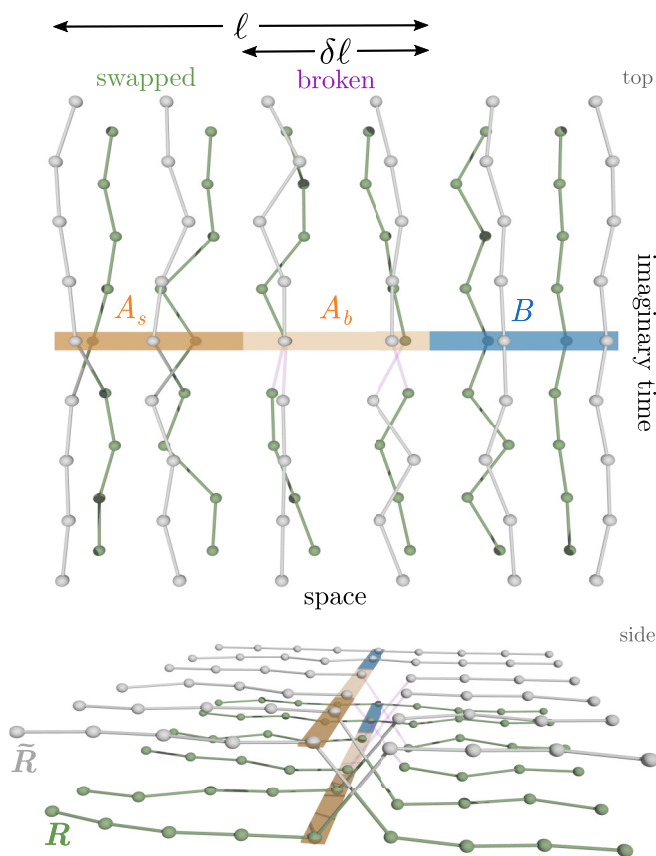 ℓ
δℓ
swapped
broken
top
A_s
A_b
B
imaginary time
space
side
R̃
R